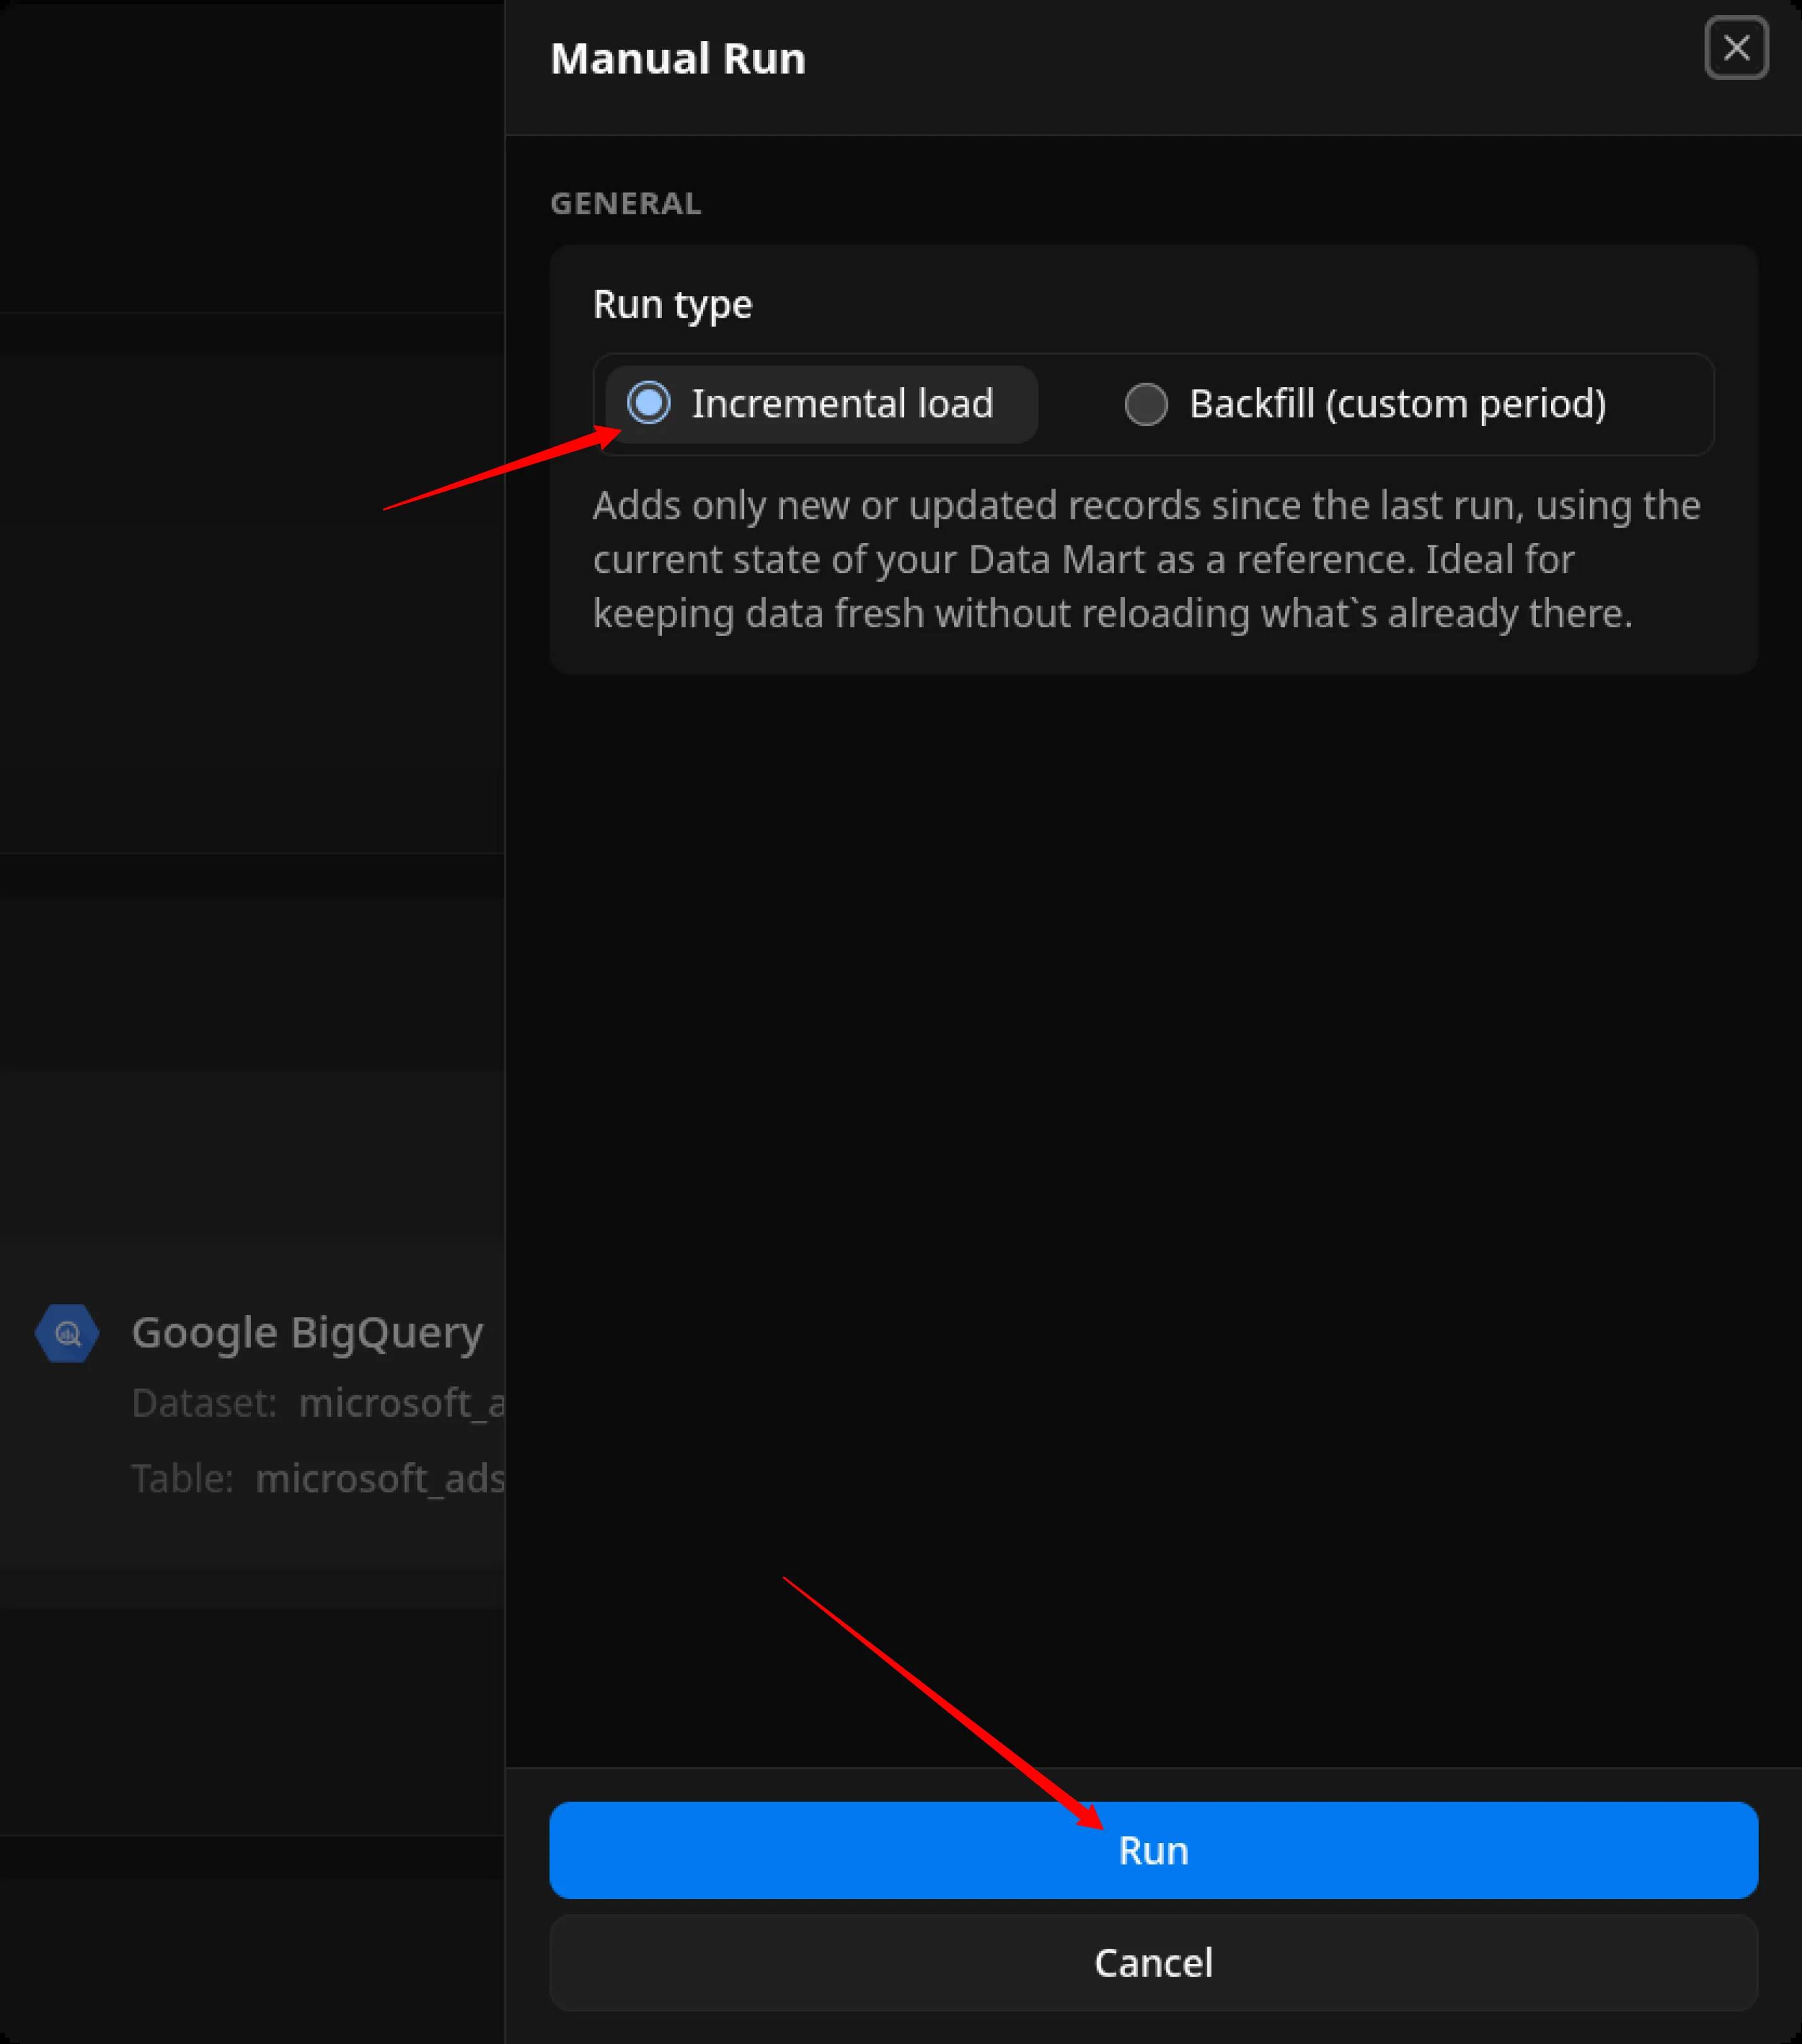 Manual Run
GENERAL
Run type
Incremental load
Backfill (custom period)
Adds only new or updated records since the last run, using the
current state of your Data Mart as a reference. Ideal for
keeping data fresh without reloading what`s already there.
Google BigQuery
Dataset: microsoft_a
Table: microsoft_ads
Run
Cancel